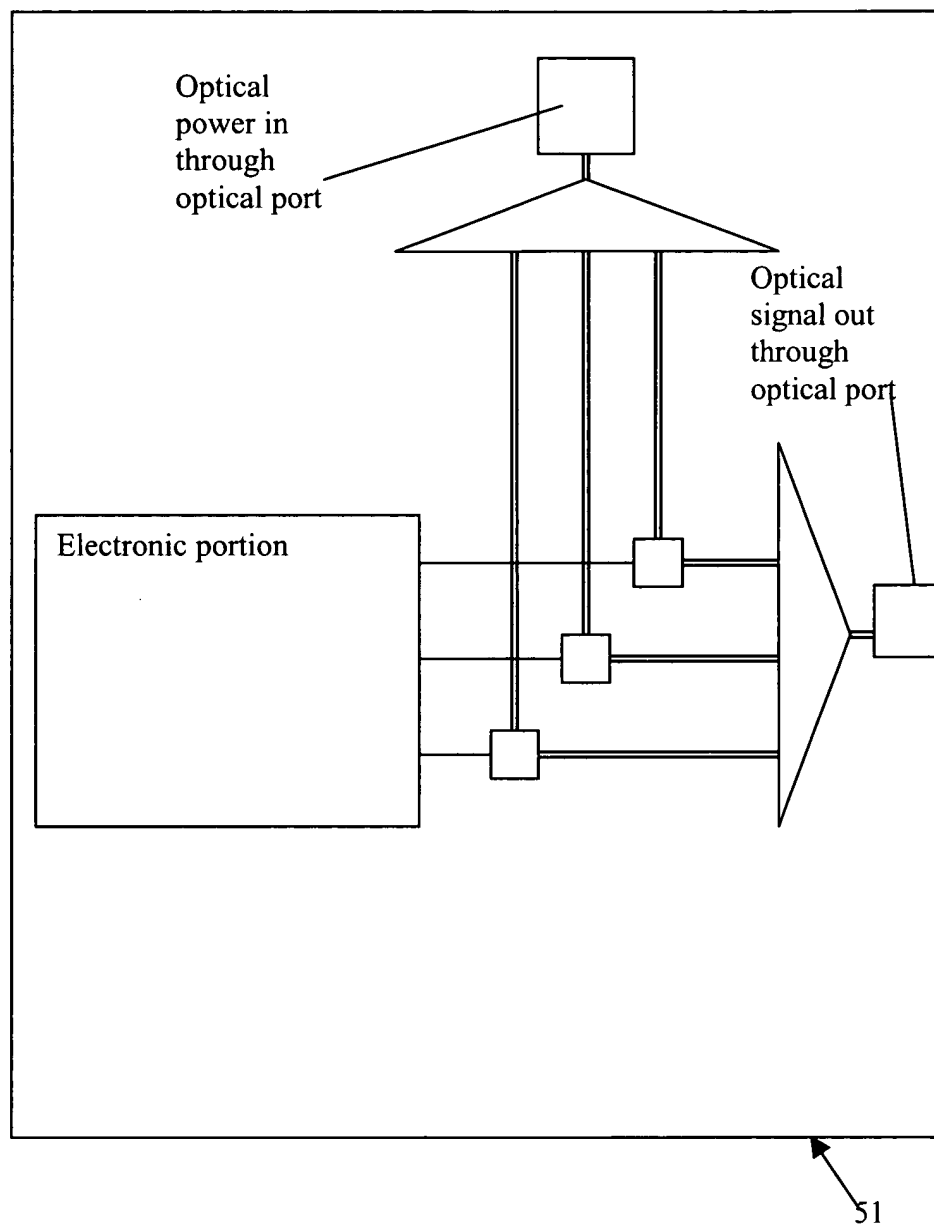 Optical
power in
through
optical port
Optical
signal out
through
optical port
Electronic portion
51